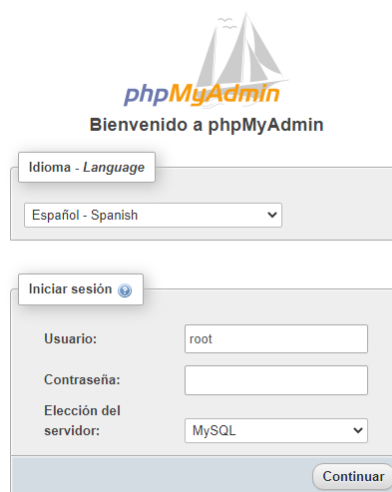 phpMyAdmin
Bienvenido a phpMyAdmin
Idioma - Language
Español - Spanish
Iniciar sesión
Usuario:
root
Contraseña:
Elección del
servidor:
MySQL
Continuar